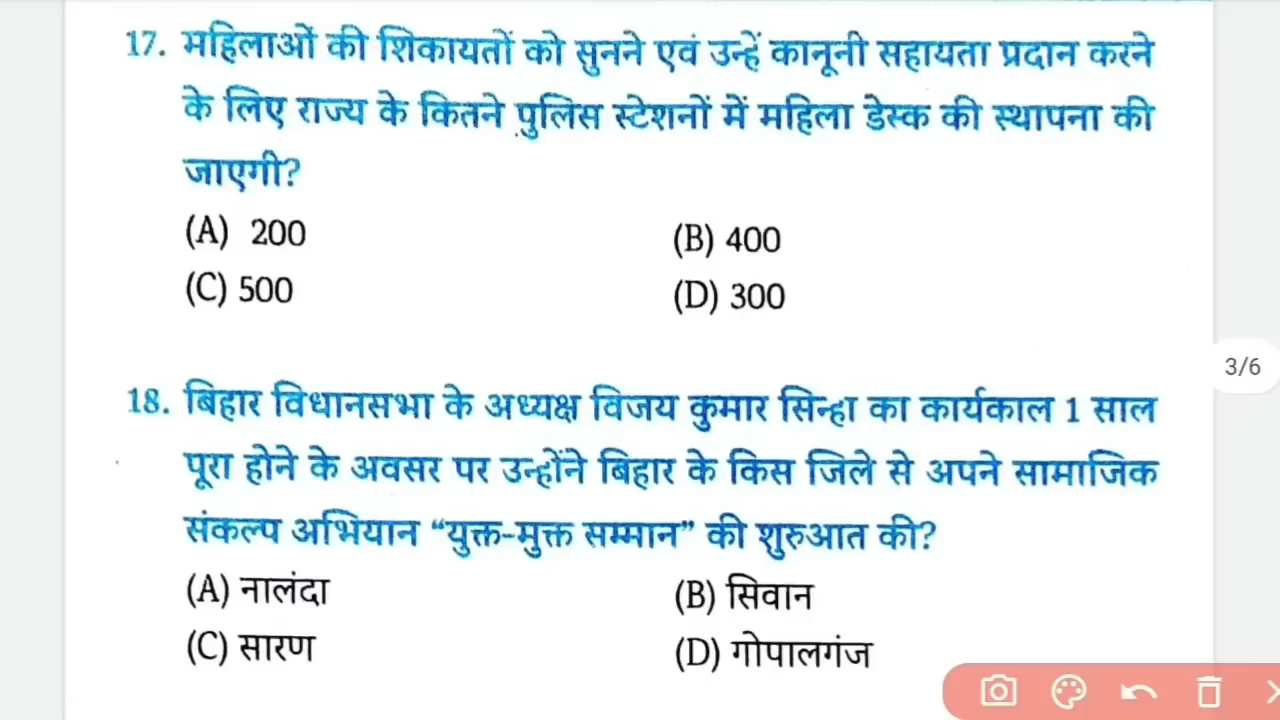 17. महिलाओं की शिकायतों को सुनने एवं उन्हें कानूनी सहायता प्रदान करने
के लिए राज्य के कितने पुलिस स्टेशनों में महिला डेस्क की स्थापना की
जाएगी?
(A) 200 (B) 400
(C) 500 (D) 300
3/6
18. बिहार विधानसभा के अध्यक्ष विजय कुमार सिन्हा का कार्यकाल 1 साल
पूरा होने के अवसर पर उन्होंने बिहार के किस जिले से अपने सामाजिक
संकल्प अभियान “युक्त-मुक्त सम्मान” की शुरुआत की?
(A) नालंदा (B) सिवान
(C) सारण (D) गोपालगंज